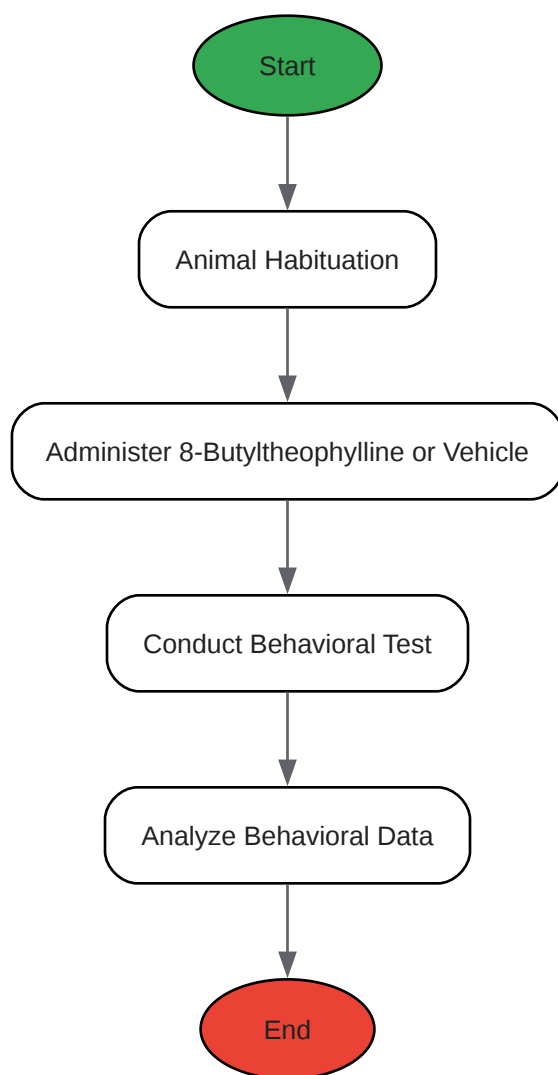 Start
Animal Habituation
Administer 8-Butyltheophylline or Vehicle
Conduct Behavioral Test
Analyze Behavioral Data
End